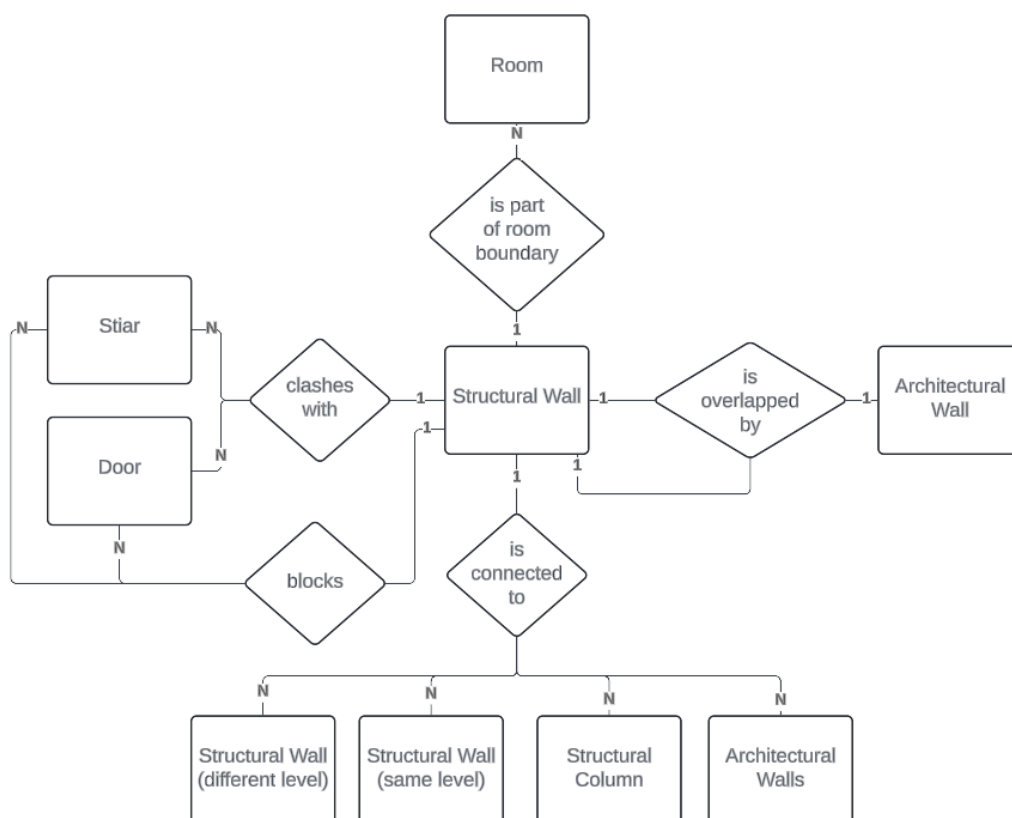 Room
N
is part
of room
boundary
1
Stiar
N
N
clashes
with
1
Structural Wall
1
is
overlapped
by
1
Architectural
Wall
1
Door
N
N
1
1
is
connected
to
blocks
N
N
N
N
Structural Wall
(different level)
Structural Wall
(same level)
Structural
Column
Architectural
Walls